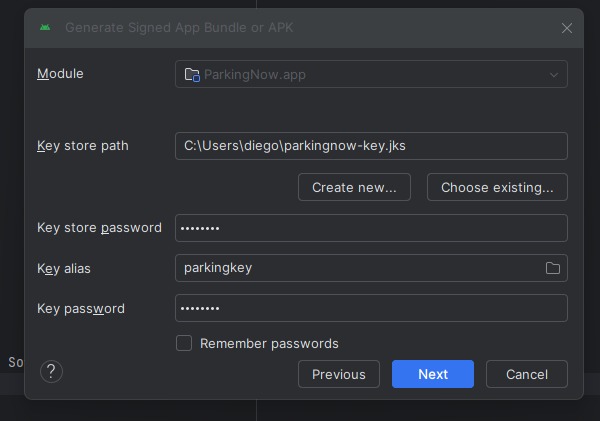 Generate Signed App Bundle or APK
Module
ParkingNow.app
Key store path
C:\Users\diego\parkingnow-key.jks
Create new...
Choose existing...
Key store password
••••••••
Key alias
parkingkey
Key password
••••••••
Remember passwords
So
?
Previous
Next
Cancel